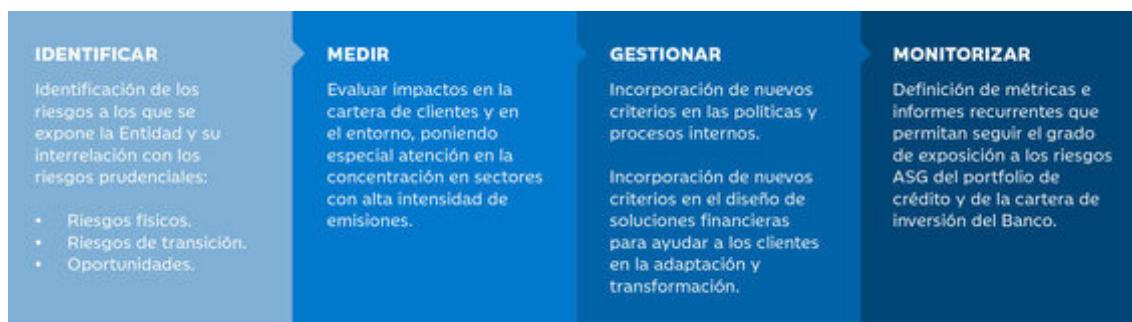 IDENTIFICAR
Identificación de los
riesgos a los que se
expone la Entidad y su
interrelación con los
riesgos prudenciales:
• Riesgos físicos.
• Riesgos de transición.
• Oportunidades.
MEDIR
Evaluar impactos en la
cartera de clientes y en
el entorno, poniendo
especial atención en la
concentración en sectores
con alta intensidad de
emisiones.
GESTIONAR
Incorporación de nuevos
criterios en las políticas y
procesos internos.
Incorporación de nuevos
criterios en el diseño de
soluciones financieras
para ayudar a los clientes
en la adaptación y
transformación.
MONITORIZAR
Definición de métricas e
informes recurrentes que
permitan seguir el grado
de exposición a los riesgos
ASG del portfolio de
crédito y de la cartera de
inversión del Banco.